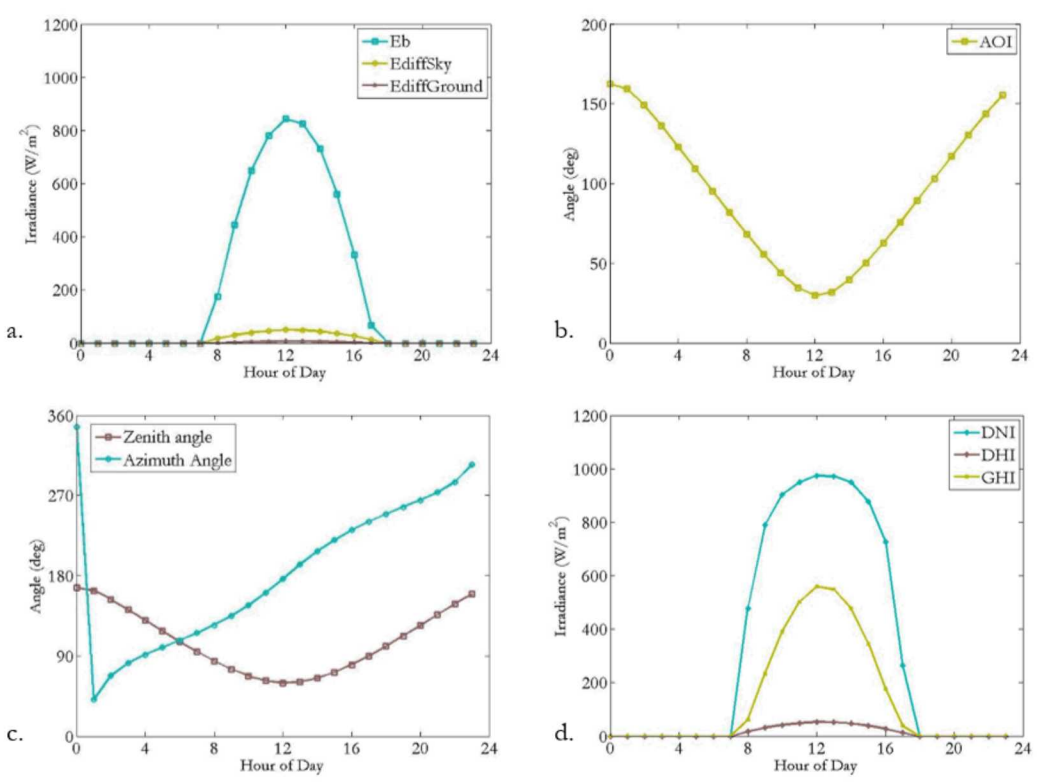 1200
1000
800
600
400
200
0
Irradiance (W/m²)
Eb
EdiffSky
EdiffGround
0 4 8 12 16 20 24
Hour of Day
a.
200
150
100
50
0
Angle (deg)
AOI
0 4 8 12 16 20 24
Hour of Day
b.
360
270
180
90
0
Angle (deg)
Zenith angle
Azimuth Angle
0 4 8 12 16 20 24
Hour of Day
c.
1200
1000
800
600
400
200
0
Irradiance (W/m²)
DNI
DHI
GHI
0 4 8 12 16 20 24
Hour of Day
d.